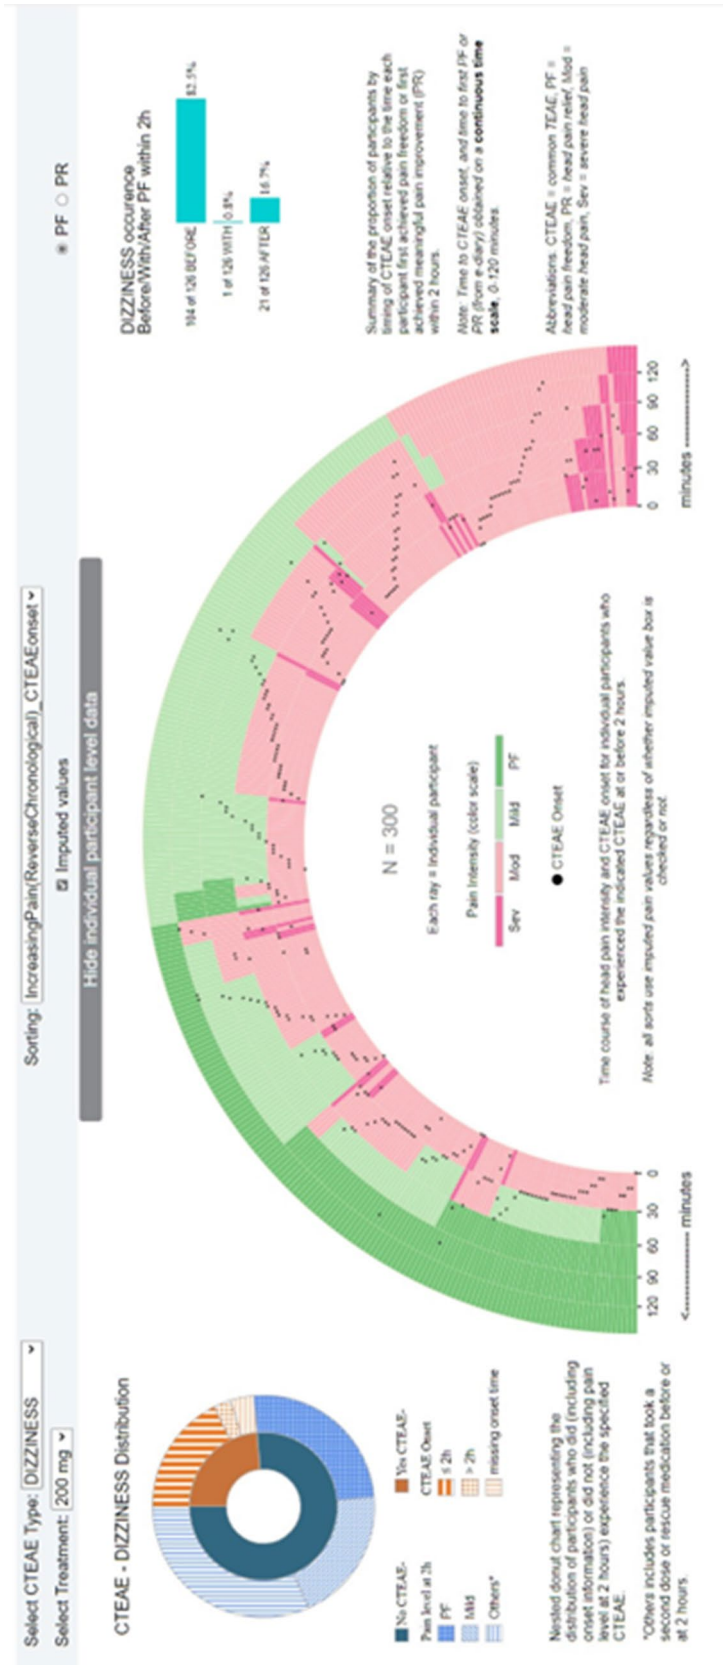 Select CTEAE Type: DIZZINESS
Select Treatment: 200 mg
Sorting: IncreasingPain(ReverseChronological)_CTEAEonset
Imputed values
PF PR
Hide individual participant level data
CTEAE - DIZZINESS Distribution
No CTEAE-
Pain level at 2h
PF
Mild
Others*
Yes CTEAE-
CTEAE Onset
≤ 2h
> 2h
missing onset time
Nested donut chart representing the
distribution of participants who did (including
onset information) or did not (including pain
level at 2 hours) experience the specified
CTEAE.
*Others includes participants that took a
second dose or rescue medication before or
at 2 hours.
120 90 60 30 0
<---------- minutes
N = 300
Each ray = Individual participant
Pain Intensity (color scale)
Sev Mod Mild PF
CTEAE Onset
Time course of head pain intensity and CTEAE onset for individual participants who
experienced the indicated CTEAE at or before 2 hours.
Note: all sorts use imputed pain values regardless of whether imputed value box is
checked or not.
0 30 60 90 120
minutes ---------->
DIZZINESS occurence
Before/With/After PF within 2h
104 of 126 BEFORE 82.5%
1 of 126 WITH 0.8%
21 of 126 AFTER 16.7%
Summary of the proportion of participants by
timing of CTEAE onset relative to the time each
participant first achieved pain freedom or first
achieved meaningful pain improvement (PR)
within 2 hours.
Note: Time to CTEAE onset, and time to first PF or
PR (from e-diary) obtained on a continuous time
scale, 0-120 minutes.
Abbreviations: CTEAE = common TEAE, PF =
head pain freedom, PR = head pain relief, Mod =
moderate head pain, Sev = severe head pain